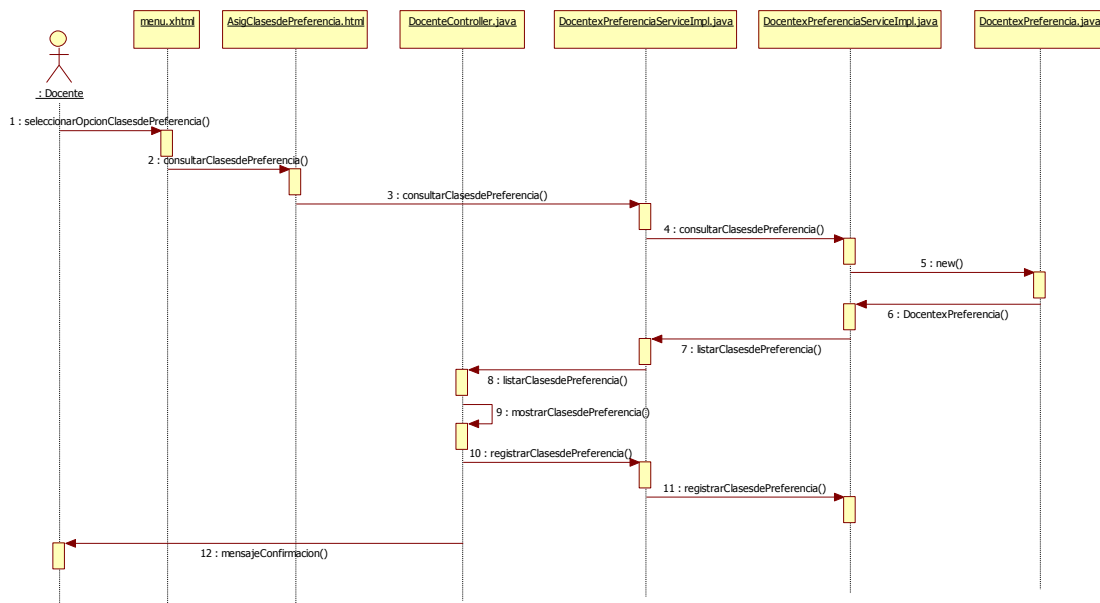 menu.xhtml
AsigClasesdePreferencia.html
DocenteController.java
DocentexPreferenciaServiceImpl.java
DocentexPreferenciaServiceImpl.java
DocentexPreferencia.java
: Docente
1 : seleccionarOpcionClasesdePreferencia()
2 : consultarClasesdePreferencia()
3 : consultarClasesdePreferencia()
4 : consultarClasesdePreferencia()
5 : new()
6 : DocentexPreferencia()
7 : listarClasesdePreferencia()
8 : listarClasesdePreferencia()
9 : mostrarClasesdePreferencia()
10 : registrarClasesdePreferencia()
11 : registrarClasesdePreferencia()
12 : mensajeConfirmacion()